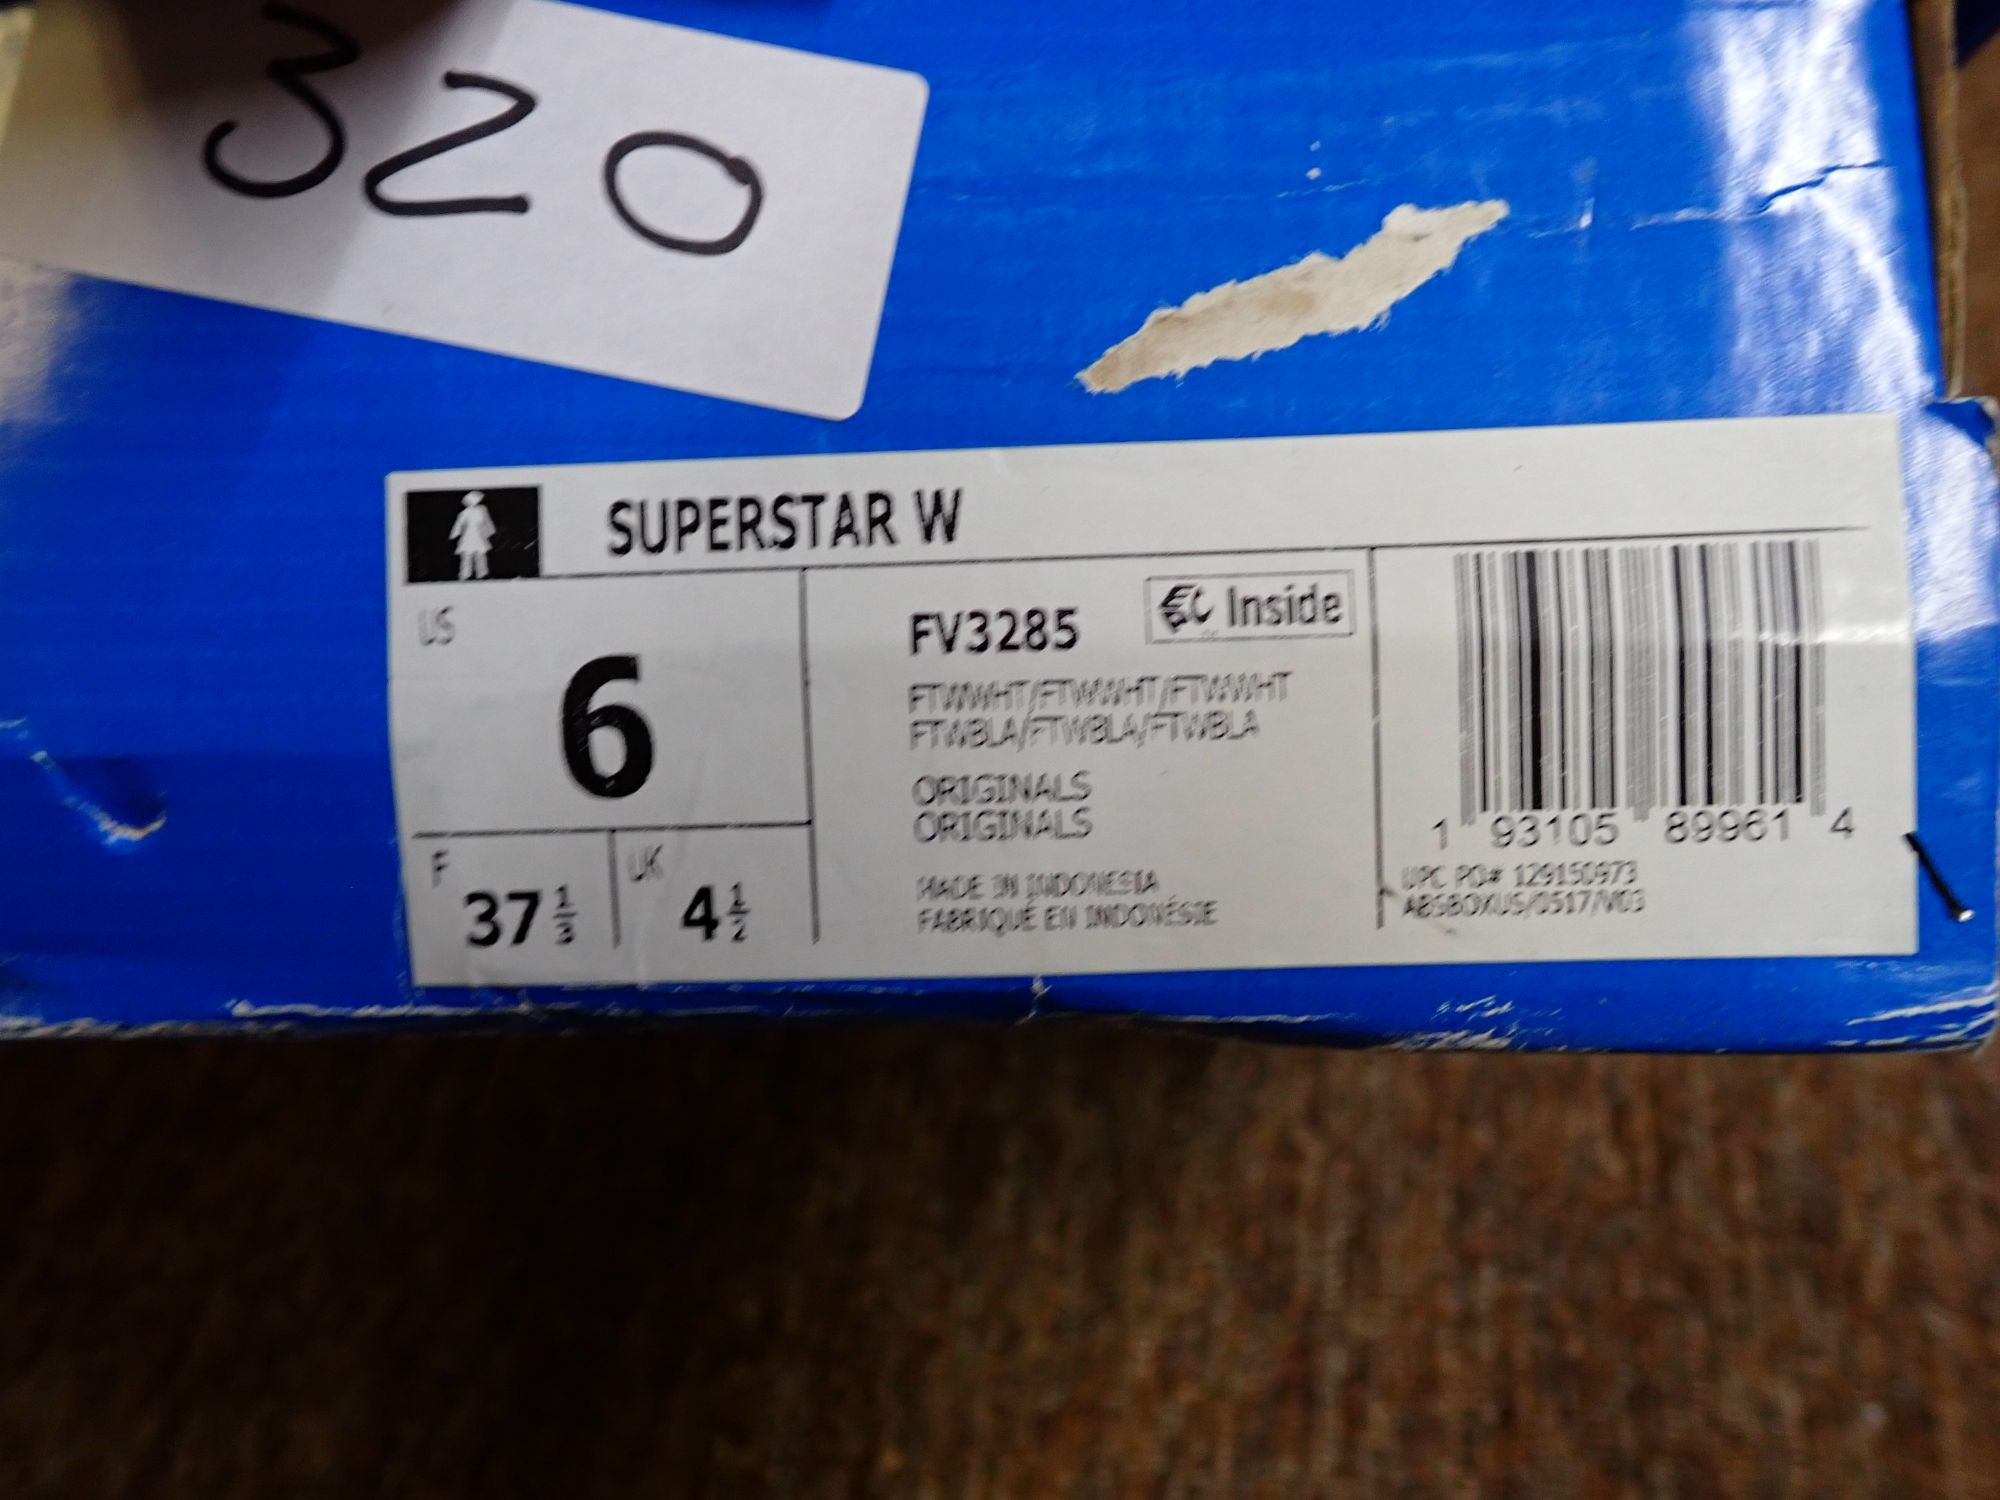 320
SUPERSTAR W
US
6
F
37 1/3
UK
4 1/2
FV3285
Inside
FTWWHT/FTWWHT/FTWWHT
FTWBLA/FTWBLA/FTWBLA
ORIGINALS
ORIGINALS
MADE IN INDONESIA
FABRIQUÉ EN INDONÉSIE
1 93105 89961 4
UPC PO# 129150973
ABSBOXUS/0517/V03